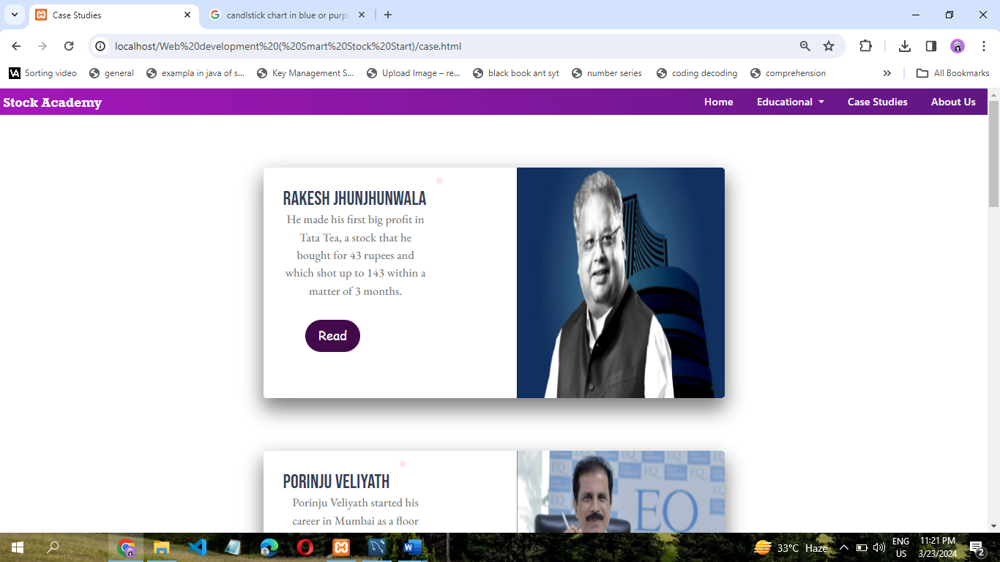 Case Studies
candlstick chart in blue or purp
localhost/Web%20development%20(%20Smart%20Stock%20Start)/case.html
Sorting video
general
exampla in java of s...
Key Management S...
Upload Image – re...
black book ant syt
number series
coding decoding
comprehension
All Bookmarks
Stock Academy
Home
Educational
Case Studies
About Us
RAKESH JHUNJHUNWALA
He made his first big profit in
Tata Tea, a stock that he
bought for 43 rupees and
which shot up to 143 within a
matter of 3 months.
Read
PORINJU VELIYATH
Porinju Veliyath started his
career in Mumbai as a floor
EQ
EQ
EQ
EQ
33°C Haze
ENG
US
11:21 PM
3/23/2024
2